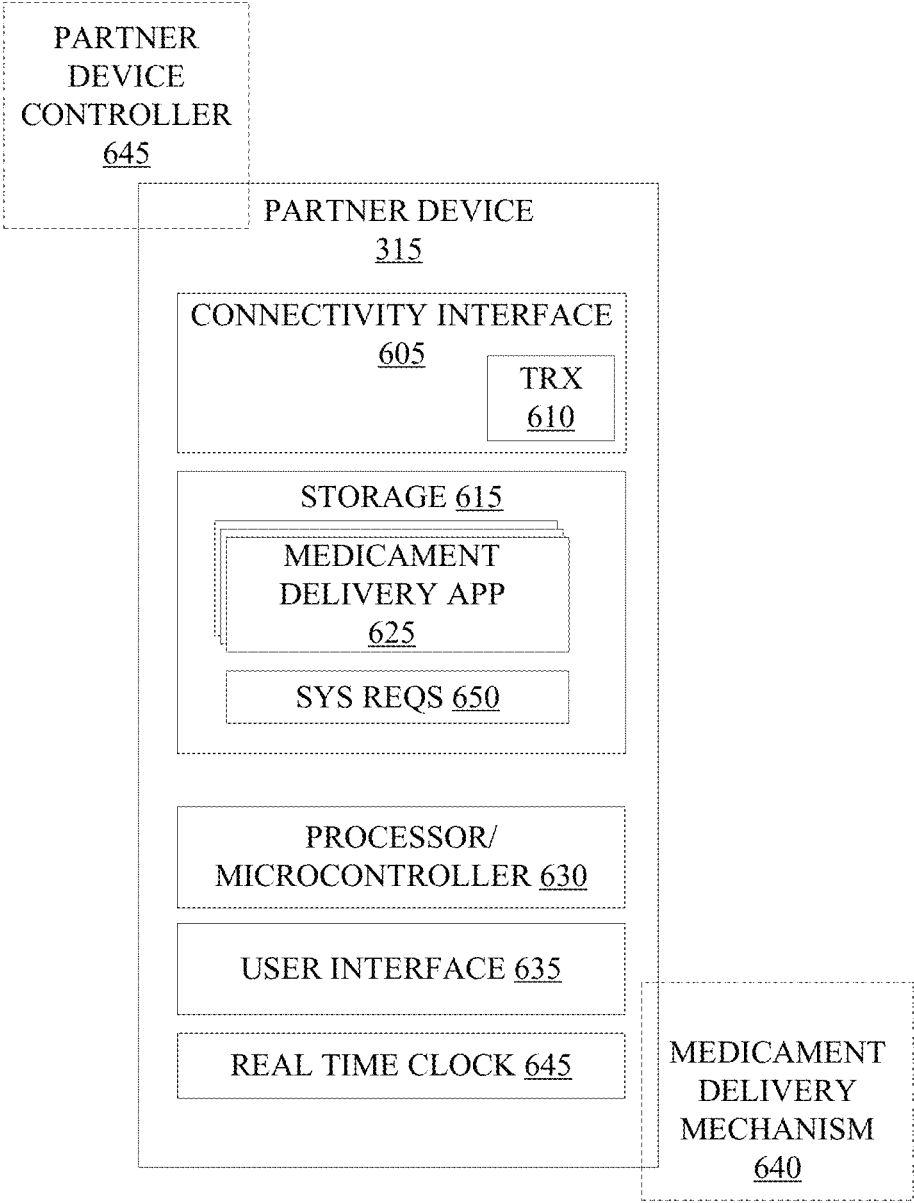 PARTNER
DEVICE
CONTROLLER
645
PARTNER DEVICE
315
CONNECTIVITY INTERFACE
605
TRX
610
STORAGE 615
MEDICAMENT
DELIVERY APP
625
SYS REQS 650
PROCESSOR/
MICROCONTROLLER 630
USER INTERFACE 635
REAL TIME CLOCK 645
MEDICAMENT
DELIVERY
MECHANISM
640